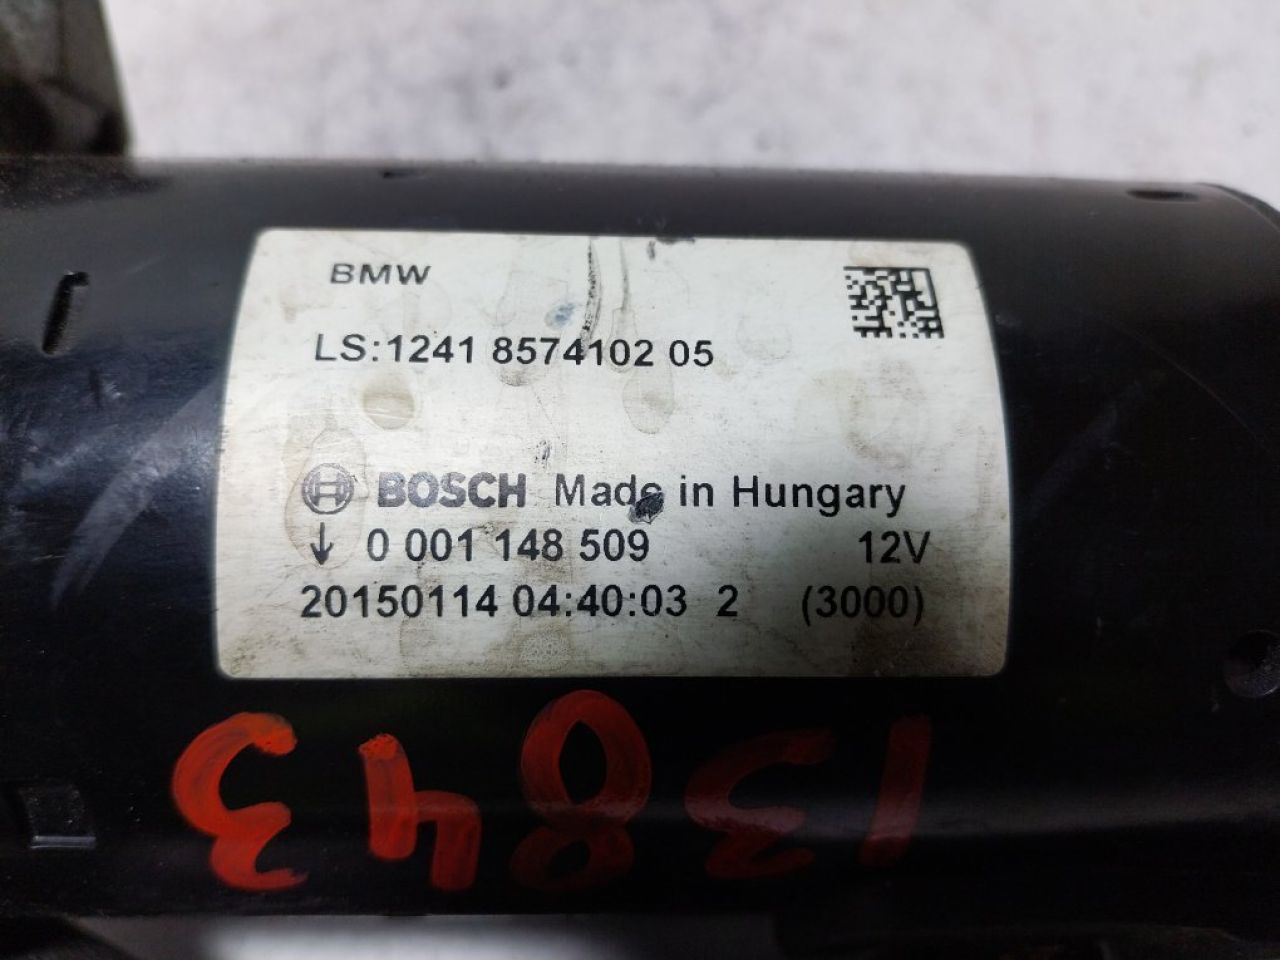 BMW
LS:1241 8574102 05
BOSCH Made in Hungary
↓ 0 001 148 509 12V
20150114 04:40:03 2 (3000)
13843